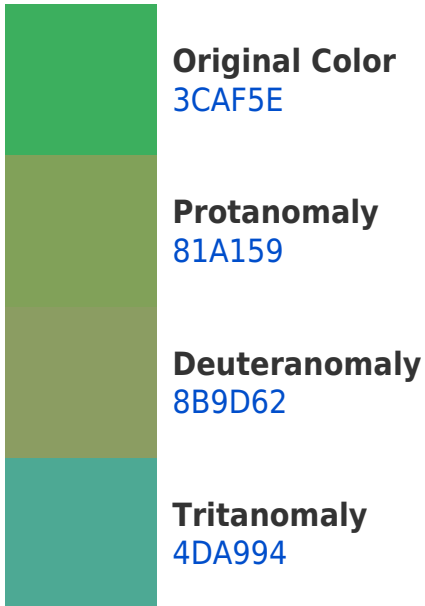 Original Color
3CAF5E
Protanomaly
81A159
Deuteranomaly
8B9D62
Tritanomaly
4DA994